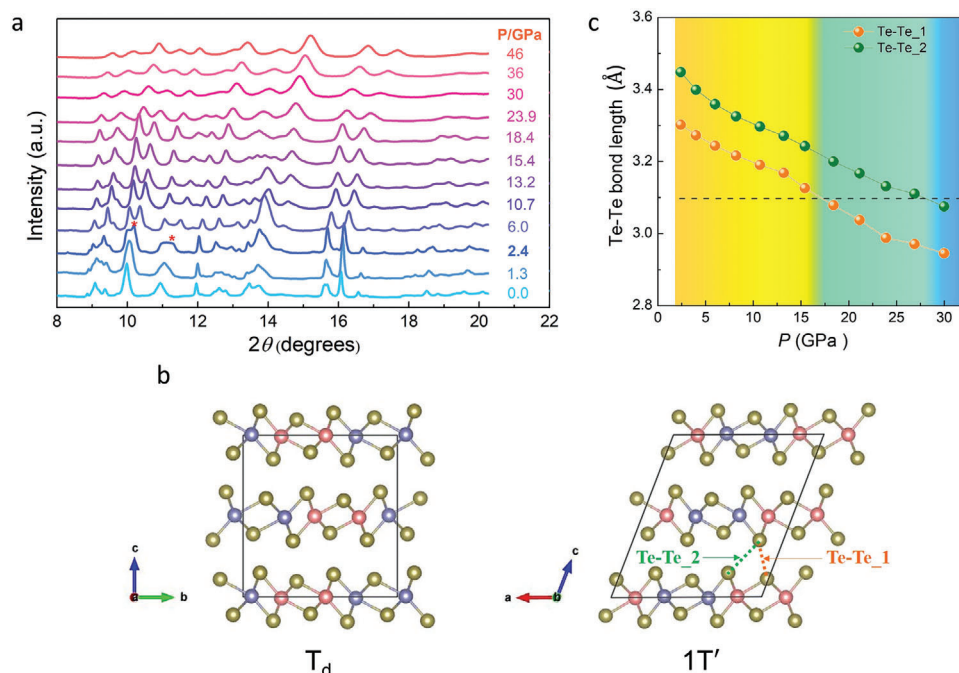 a
Intensity (a.u.)
P/GPa
46
36
30
23.9
18.4
15.4
13.2
10.7
6.0
* *
2.4
1.3
0.0
8 10 12 14 16 18 20 22
2θ (degrees)
c
Te-Te bond length (Å)
3.6
3.4
3.2
3.0
2.8
Te-Te_1
Te-Te_2
0 5 10 15 20 25 30
P (GPa )
b
c
a b
Td
c
a b
Te-Te_2
Te-Te_1
1T′